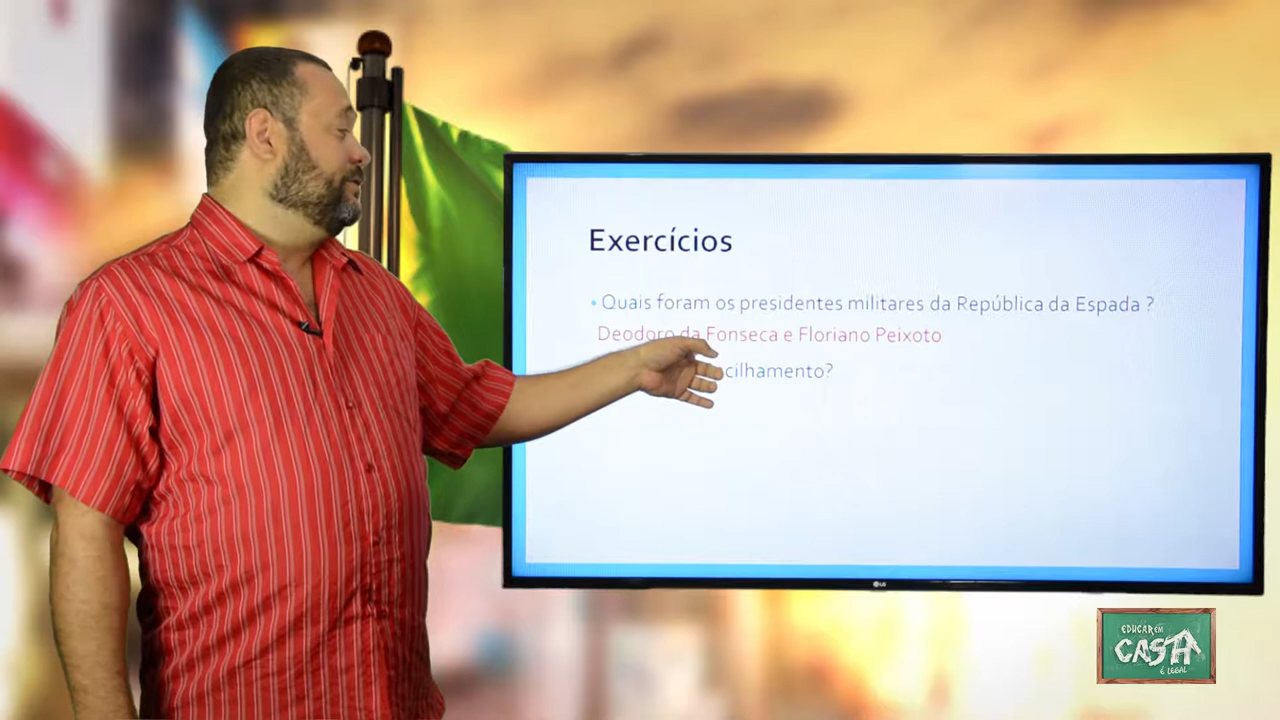 Exercícios
• Quais foram os presidentes militares da República da Espada ?
Deodoro da Fonseca e Floriano Peixoto
cilhamento?
LG
EDUCAR EM
CASA
É LEGAL